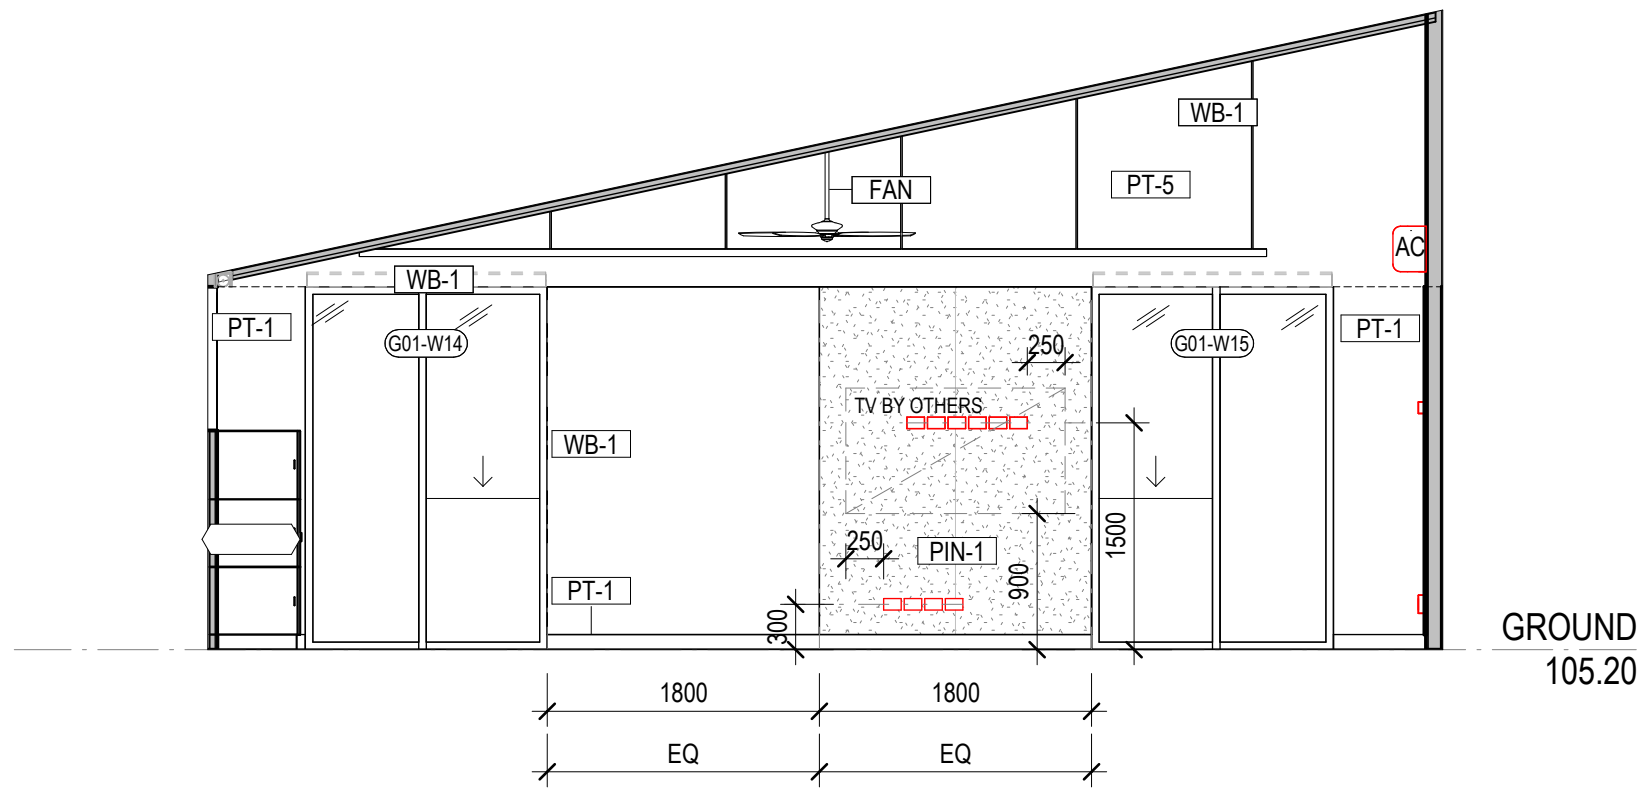 WB-1
FAN
PT-5
AC
WB-1
PT-1
G01-W14
G01-W15
PT-1
250
TV BY OTHERS
WB-1
1500
250
PIN-1
900
PT-1
300
GROUND
105.20
1800
1800
EQ
EQ